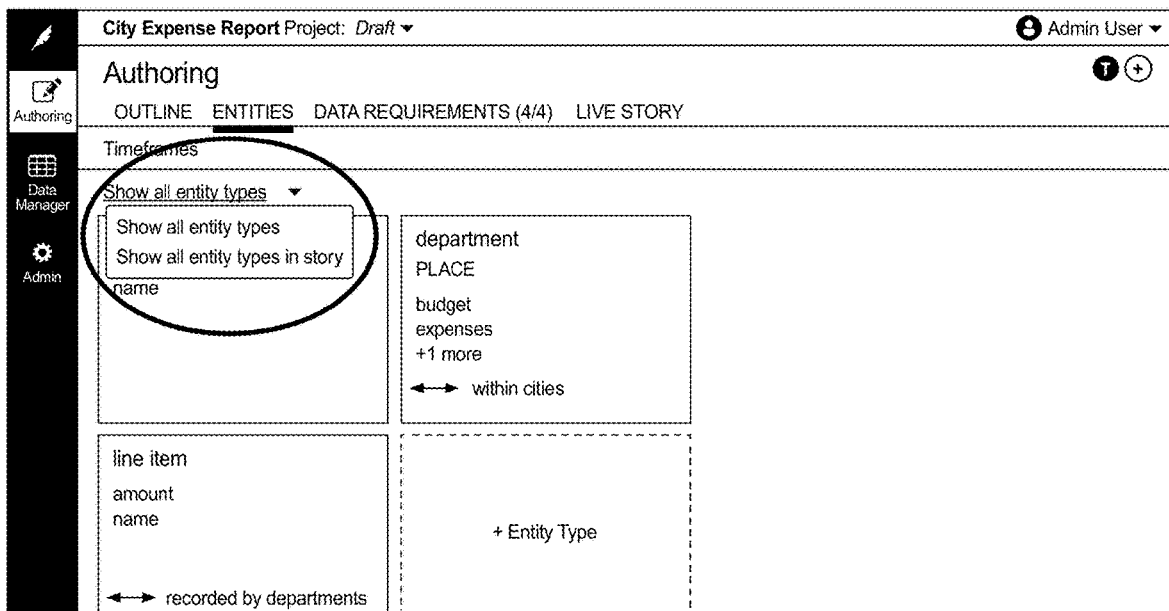 City Expense Report Project: Draft
Admin User
Authoring
T +
OUTLINE ENTITIES DATA REQUIREMENTS (4/4) LIVE STORY
Timeframes
Show all entity types
Show all entity types
Show all entity types in story
name
department
PLACE
budget
expenses
+1 more
within cities
line item
amount
name
recorded by departments
+ Entity Type
Authoring
Data
Manager
Admin